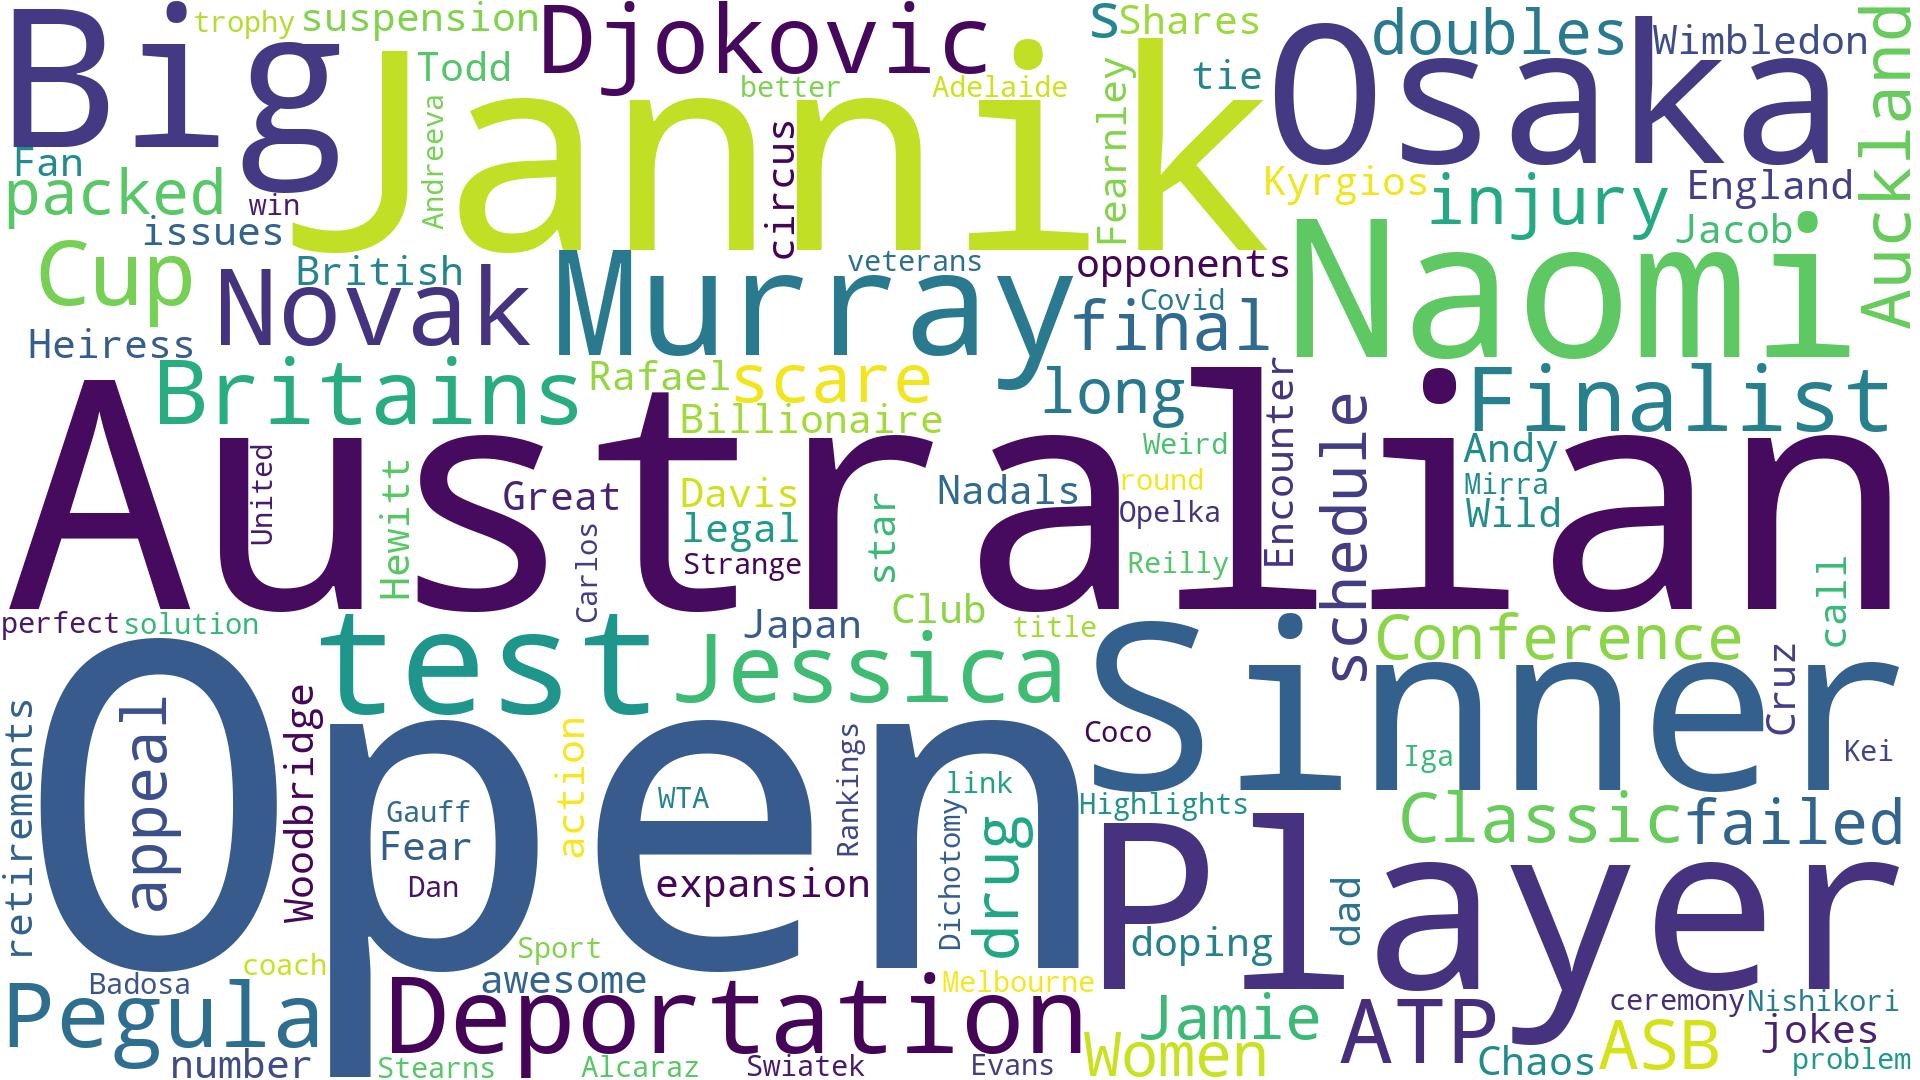 Big
trophy
suspension
Djokovic
S
Shares
Osaka
doubles
Wimbledon
Auckland
Todd
Jannik
better
Adelaide
tie
Fearnley
Andreeva
circus
Fan
packed
win
issues
Kyrgios
injury
England
Jacob
Naomi
Cup
British
Novak
Murray
veterans
opponents
Covid
final
Heiress
Britains
Rafael
scare
Billionaire
long
Encounter
schedule
Finalist
Australian
United
Hewitt
Great
Carlos
Davis
legal
Strange
star
Nadals
Weird
round
Opelka
Reilly
Andy
Mirra
Wild
call
perfect
solution
test
Japan
Club
title
Jessica
Sinner
Conference
Cruz
Open
appeal
retirements
Woodbridge
Gauff
Fear
Dan
action
WTA
expansion
Rankings
link
Dichotomy
drug
Coco
Iga
Kei
Highlights
Player
Classic
failed
doping
dad
Sport
awesome
coach
Badosa
Pegula
number
Deportation
Melbourne
Stearns
Alcaraz
Swiatek
Evans
Women
Jamie
ATP
ceremony
Nishikori
Chaos
ASB
jokes
problem